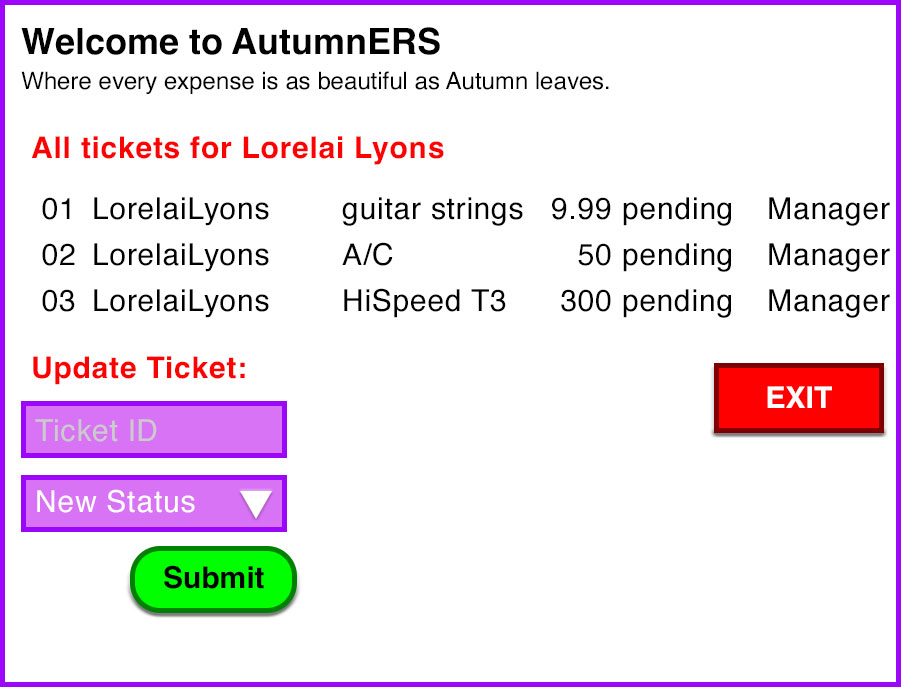 Welcome to AutumnERS
Where every expense is as beautiful as Autumn leaves.
All tickets for Lorelai Lyons
01 LorelaiLyons guitar strings 9.99 pending Manager
02 LorelaiLyons A/C 50 pending Manager
03 LorelaiLyons HiSpeed T3 300 pending Manager
Update Ticket:
EXIT
Ticket ID
New Status
Submit